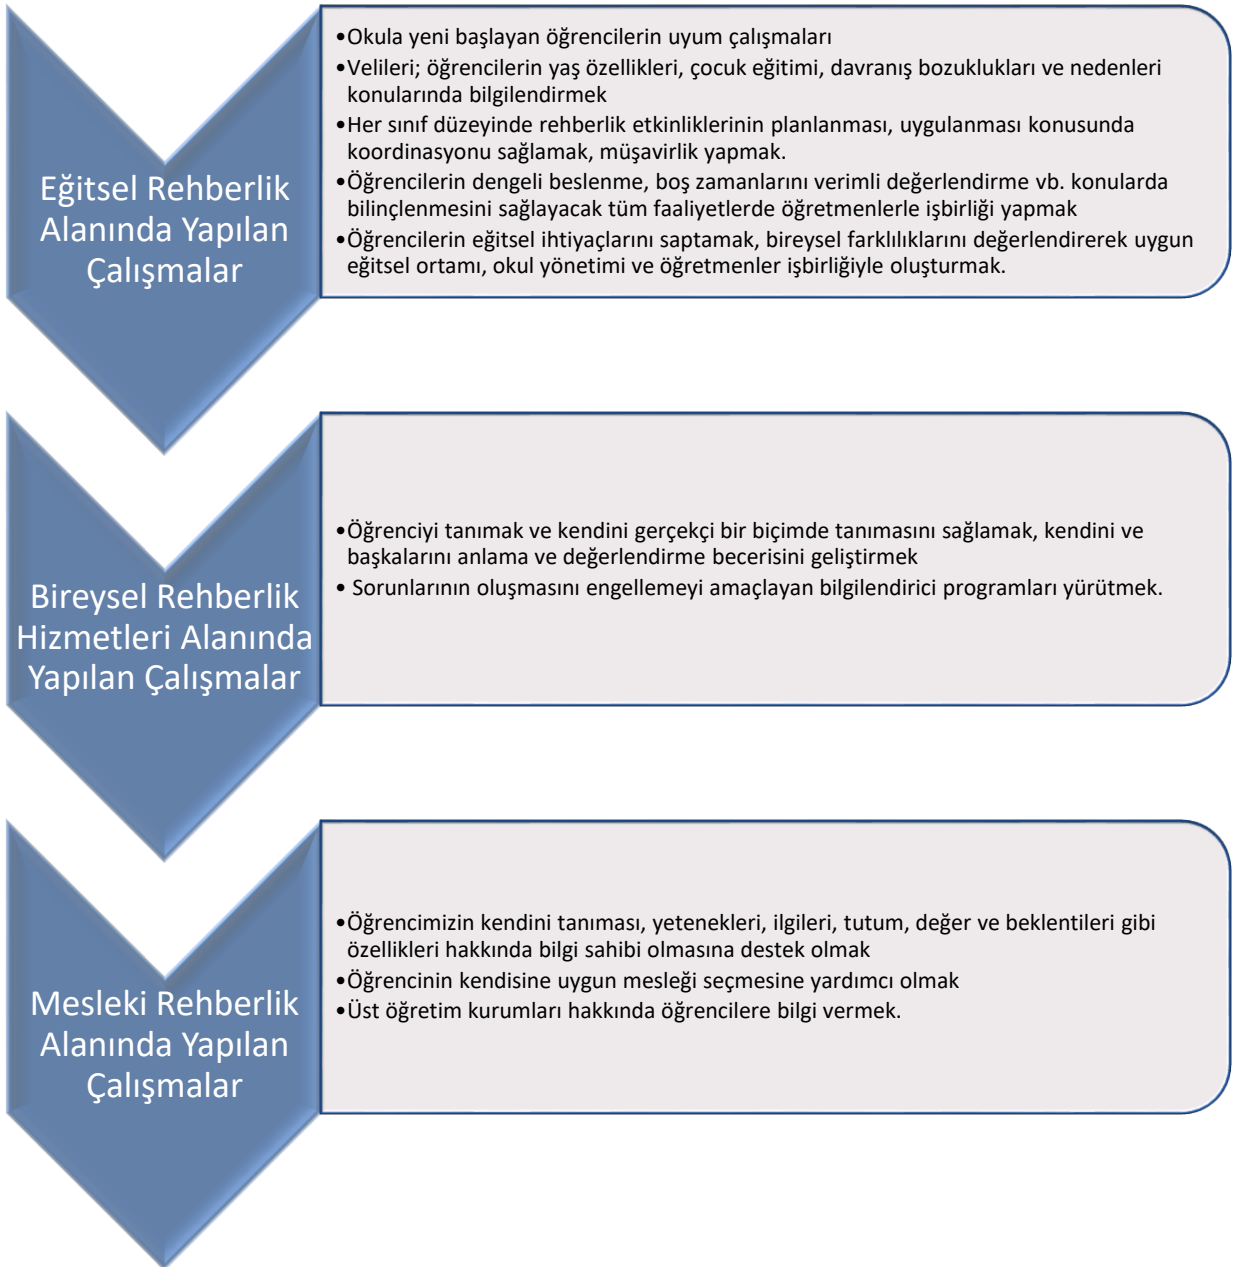 Eğitsel Rehberlik
Alanında Yapılan
Çalışmalar
•Okula yeni başlayan öğrencilerin uyum çalışmaları
•Velileri; öğrencilerin yaş özellikleri, çocuk eğitimi, davranış bozuklukları ve nedenleri
konularında bilgilendirmek
•Her sınıf düzeyinde rehberlik etkinliklerinin planlanması, uygulanması konusunda
koordinasyonu sağlamak, müşavirlik yapmak.
•Öğrencilerin dengeli beslenme, boş zamanlarını verimli değerlendirme vb. konularda
bilinçlenmesini sağlayacak tüm faaliyetlerde öğretmenlerle işbirliği yapmak
•Öğrencilerin eğitsel ihtiyaçlarını saptamak, bireysel farklılıklarını değerlendirerek uygun
eğitsel ortamı, okul yönetimi ve öğretmenler işbirliğiyle oluşturmak.
Bireysel Rehberlik
Hizmetleri Alanında
Yapılan Çalışmalar
•Öğrenciyi tanımak ve kendini gerçekçi bir biçimde tanımasını sağlamak, kendini ve
başkalarını anlama ve değerlendirme becerisini geliştirmek
• Sorunlarının oluşmasını engellemeyi amaçlayan bilgilendirici programları yürütmek.
Mesleki Rehberlik
Alanında Yapılan
Çalışmalar
•Öğrencimizin kendini tanıması, yetenekleri, ilgileri, tutum, değer ve beklentileri gibi
özellikleri hakkında bilgi sahibi olmasına destek olmak
•Öğrencinin kendisine uygun mesleği seçmesine yardımcı olmak
•Üst öğretim kurumları hakkında öğrencilere bilgi vermek.